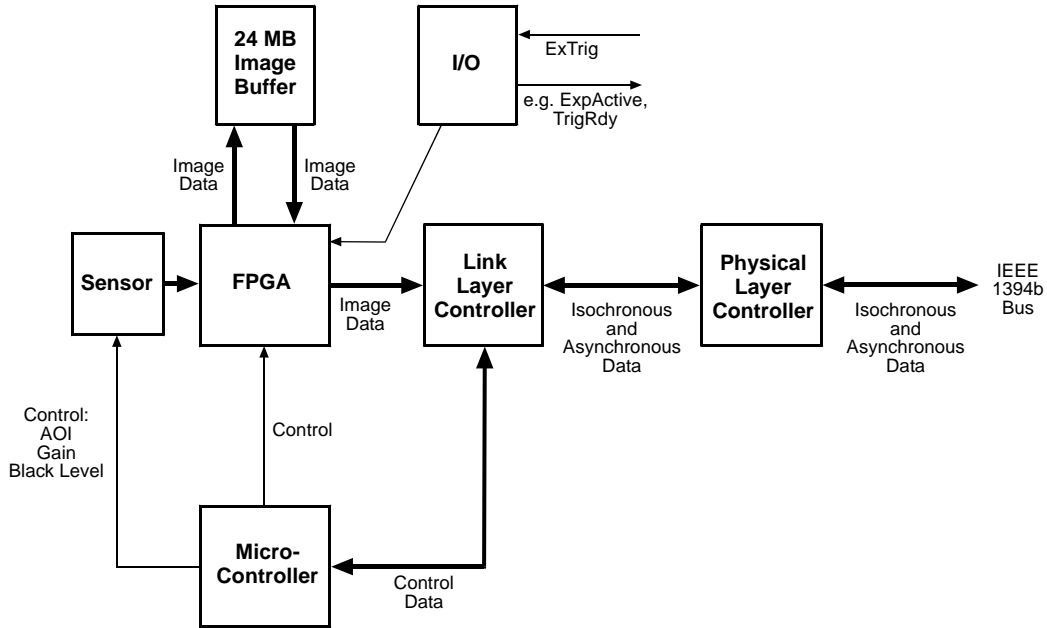 24 MB
Image
Buffer
I/O
ExTrig
e.g. ExpActive,
TrigRdy
Image
Data
Image
Data
Sensor
FPGA
Image
Data
Link
Layer
Controller
Isochronous
and
Asynchronous
Data
Physical
Layer
Controller
Isochronous
and
Asynchronous
Data
IEEE
1394b
Bus
Control:
AOI
Gain
Black Level
Control
Micro-
Controller
Control
Data